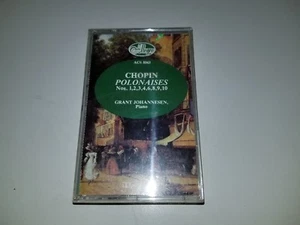 CHOPIN
POLONAISES
Nos. 1,2,3,4,6,8,9,10
GRANT JOHANNESEN,
Piano